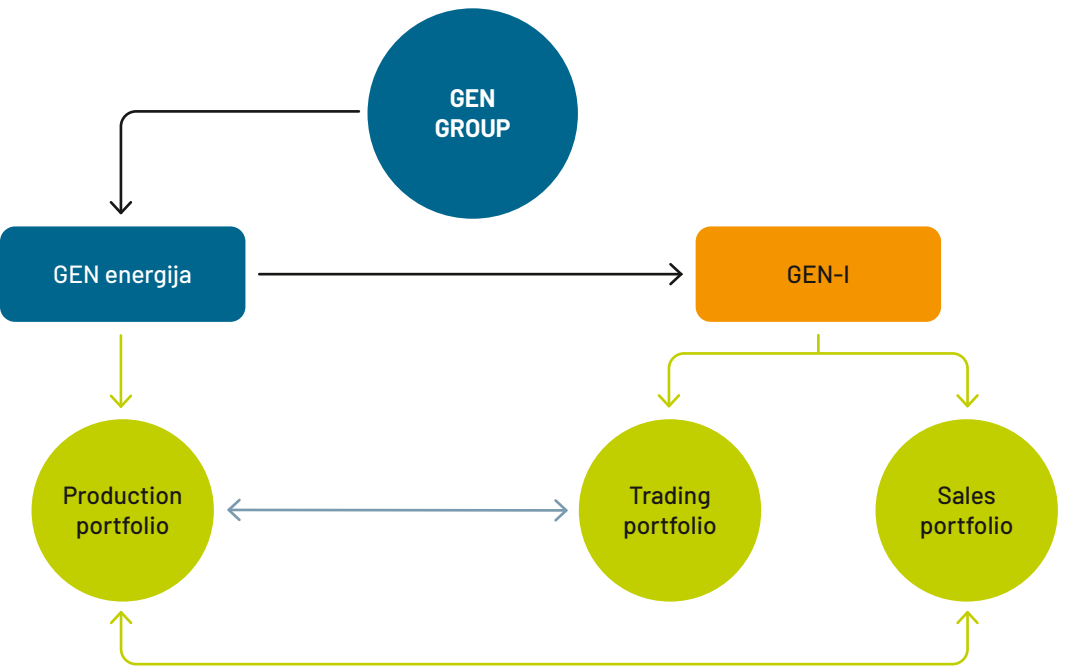 GEN
GROUP
GEN energija
GEN-I
Production
portfolio
Trading
portfolio
Sales
portfolio